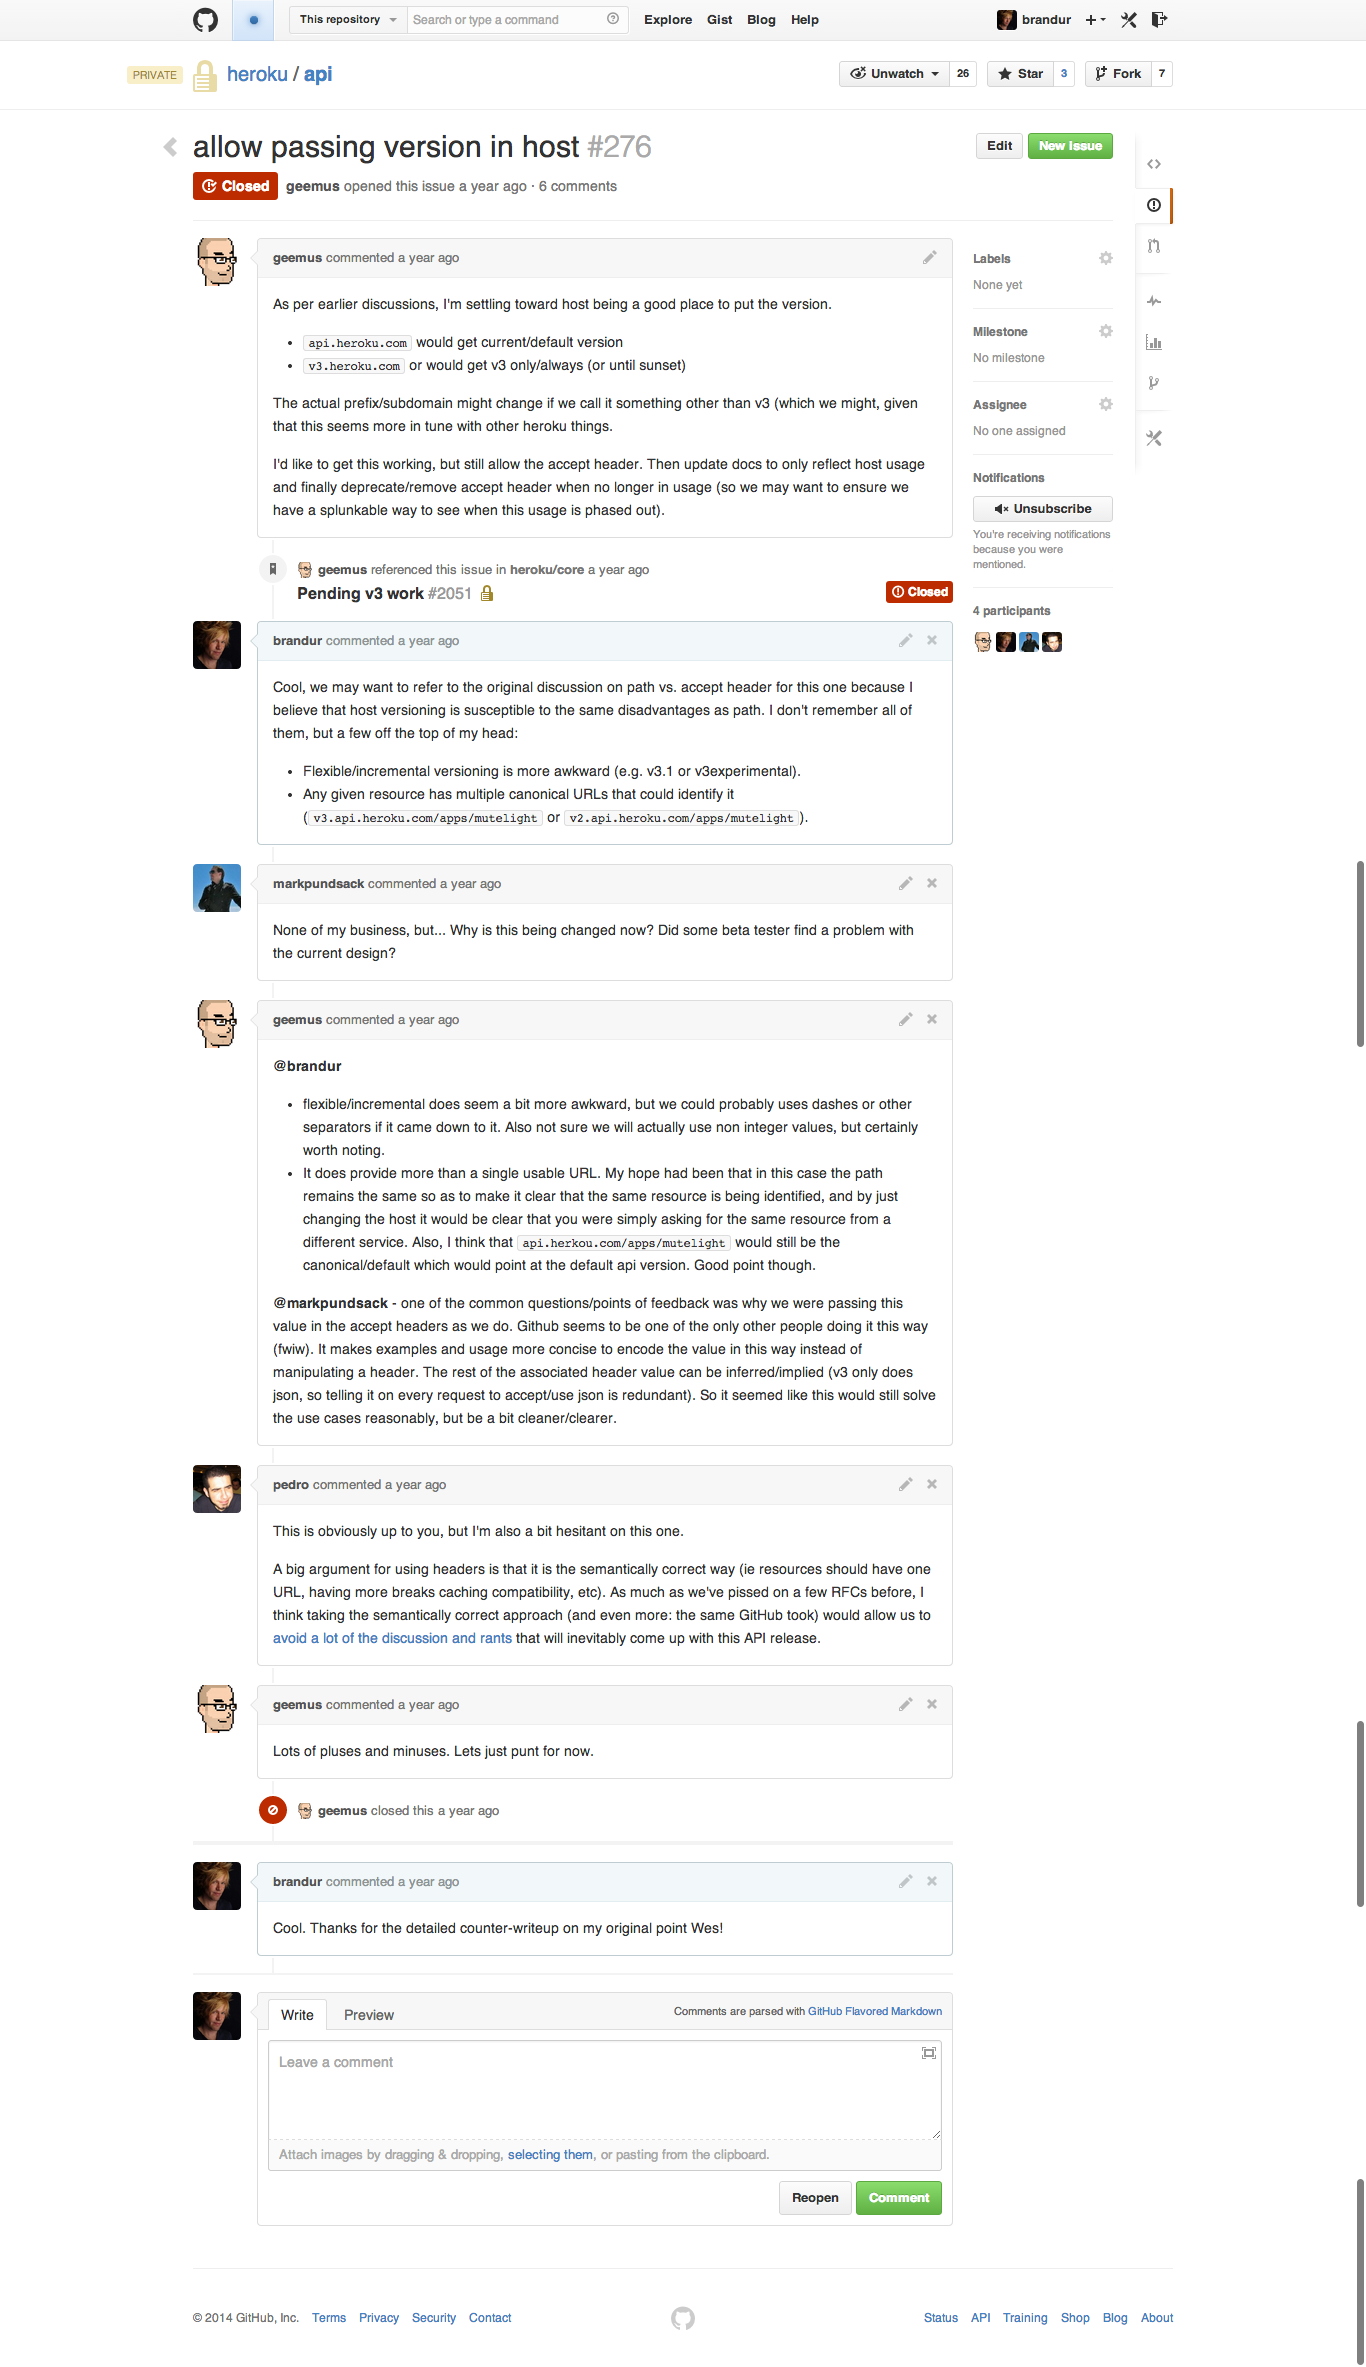 This repository
Search or type a command
Explore Gist Blog Help
brandur
PRIVATE
heroku / api
Unwatch 26
Star 3
Fork 7
allow passing version in host #276
Edit
New Issue
Closed
geemus opened this issue a year ago · 6 comments
geemus commented a year ago
As per earlier discussions, I'm settling toward host being a good place to put the version.
• api.heroku.com would get current/default version
• v3.heroku.com or would get v3 only/always (or until sunset)
The actual prefix/subdomain might change if we call it something other than v3 (which we might, given
that this seems more in tune with other heroku things.
I'd like to get this working, but still allow the accept header. Then update docs to only reflect host usage
and finally deprecate/remove accept header when no longer in usage (so we may want to ensure we
have a splunkable way to see when this usage is phased out).
Labels
None yet
Milestone
No milestone
Assignee
No one assigned
Notifications
Unsubscribe
You're receiving notifications
because you were
mentioned.
4 participants
geemus referenced this issue in heroku/core a year ago
Pending v3 work #2051
Closed
brandur commented a year ago
Cool, we may want to refer to the original discussion on path vs. accept header for this one because I
believe that host versioning is susceptible to the same disadvantages as path. I don't remember all of
them, but a few off the top of my head:
• Flexible/incremental versioning is more awkward (e.g. v3.1 or v3experimental).
• Any given resource has multiple canonical URLs that could identify it
(v3.api.heroku.com/apps/mutelight or v2.api.heroku.com/apps/mutelight).
markpundsack commented a year ago
None of my business, but... Why is this being changed now? Did some beta tester find a problem with
the current design?
geemus commented a year ago
@brandur
• flexible/incremental does seem a bit more awkward, but we could probably uses dashes or other
separators if it came down to it. Also not sure we will actually use non integer values, but certainly
worth noting.
• It does provide more than a single usable URL. My hope had been that in this case the path
remains the same so as to make it clear that the same resource is being identified, and by just
changing the host it would be clear that you were simply asking for the same resource from a
different service. Also, I think that api.herkou.com/apps/mutelight would still be the
canonical/default which would point at the default api version. Good point though.
@markpundsack - one of the common questions/points of feedback was why we were passing this
value in the accept headers as we do. Github seems to be one of the only other people doing it this way
(fwiw). It makes examples and usage more concise to encode the value in this way instead of
manipulating a header. The rest of the associated header value can be inferred/implied (v3 only does
json, so telling it on every request to accept/use json is redundant). So it seemed like this would still solve
the use cases reasonably, but be a bit cleaner/clearer.
pedro commented a year ago
This is obviously up to you, but I'm also a bit hesitant on this one.
A big argument for using headers is that it is the semantically correct way (ie resources should have one
URL, having more breaks caching compatibility, etc). As much as we've pissed on a few RFCs before, I
think taking the semantically correct approach (and even more: the same GitHub took) would allow us to
avoid a lot of the discussion and rants that will inevitably come up with this API release.
geemus commented a year ago
Lots of pluses and minuses. Lets just punt for now.
geemus closed this a year ago
brandur commented a year ago
Cool. Thanks for the detailed counter-writeup on my original point Wes!
Write
Preview
Comments are parsed with GitHub Flavored Markdown
Leave a comment
Attach images by dragging & dropping, selecting them, or pasting from the clipboard.
Reopen
Comment
© 2014 GitHub, Inc. Terms Privacy Security Contact
Status API Training Shop Blog About